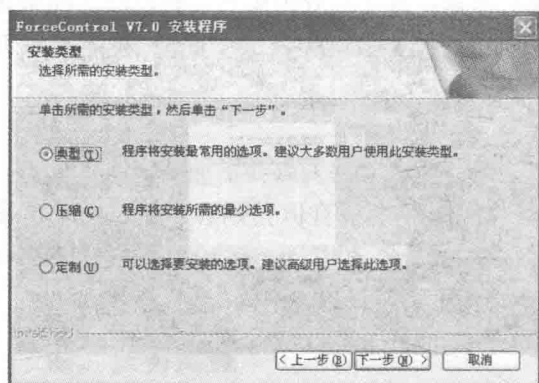 ForceControl V7.0 安装程序
安装类型
选择所需的安装类型。
单击所需的安装类型，然后单击“下一步”。
典型(T) 程序将安装最常用的选项。建议大多数用户使用此安装类型。
压缩(C) 程序将安装所需的最少选项。
定制(U) 可以选择要安装的选项。建议高级用户选择此选项。
< 上一步(B) 下一步(N) > 取消